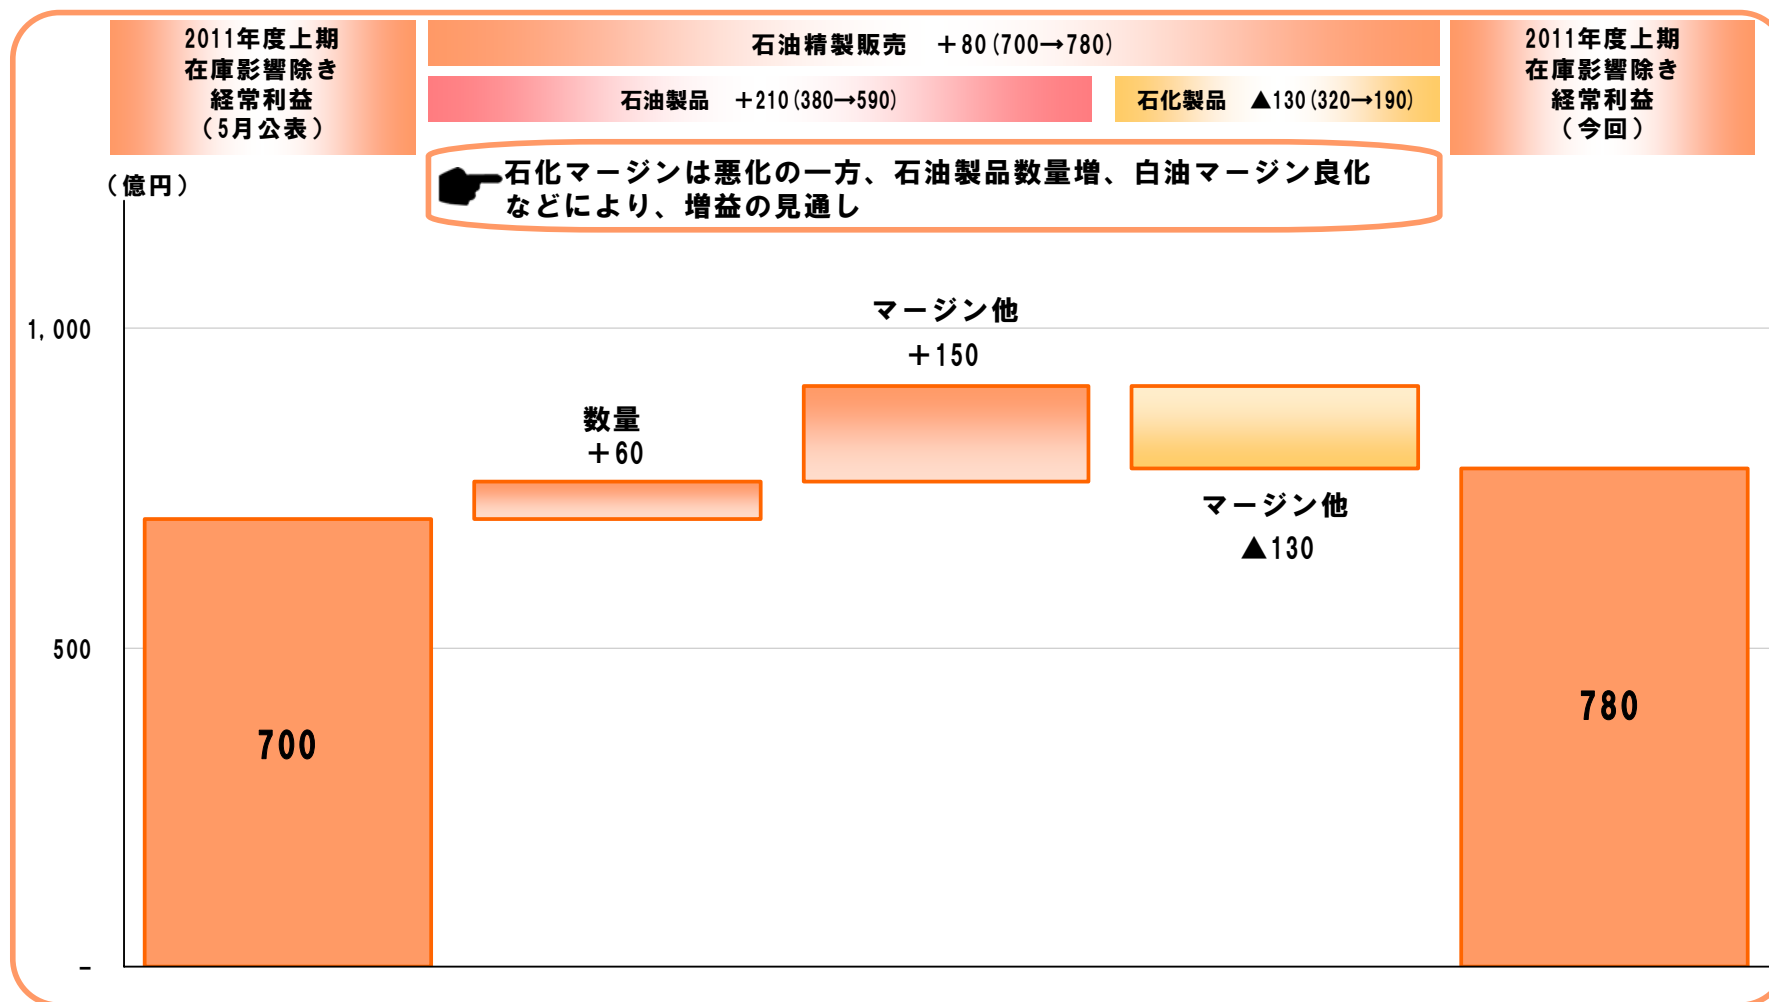 2011年度上期
在庫影響除き
経常利益
（5月公表）
石油精製販売　＋80(700→780)
石油製品　＋210(380→590)
石化製品　▲130(320→190)
2011年度上期
在庫影響除き
経常利益
（今回）
石化マージンは悪化の一方、石油製品数量増、白油マージン良化
などにより、増益の見通し
（億円）
1,000
500
-
700
数量
＋60
マージン他
＋150
マージン他
▲130
780